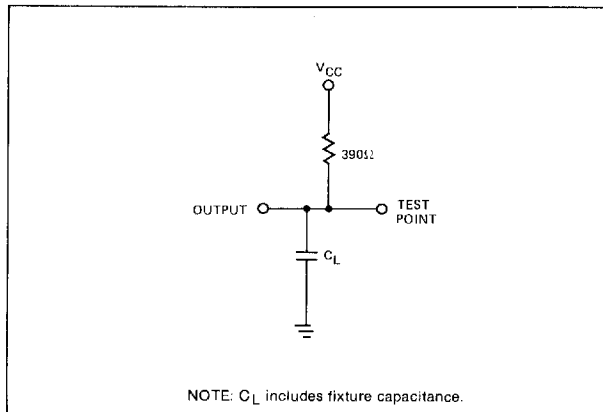 VCC
390Ω
OUTPUT
TEST
POINT
CL
NOTE: CL includes fixture capacitance.